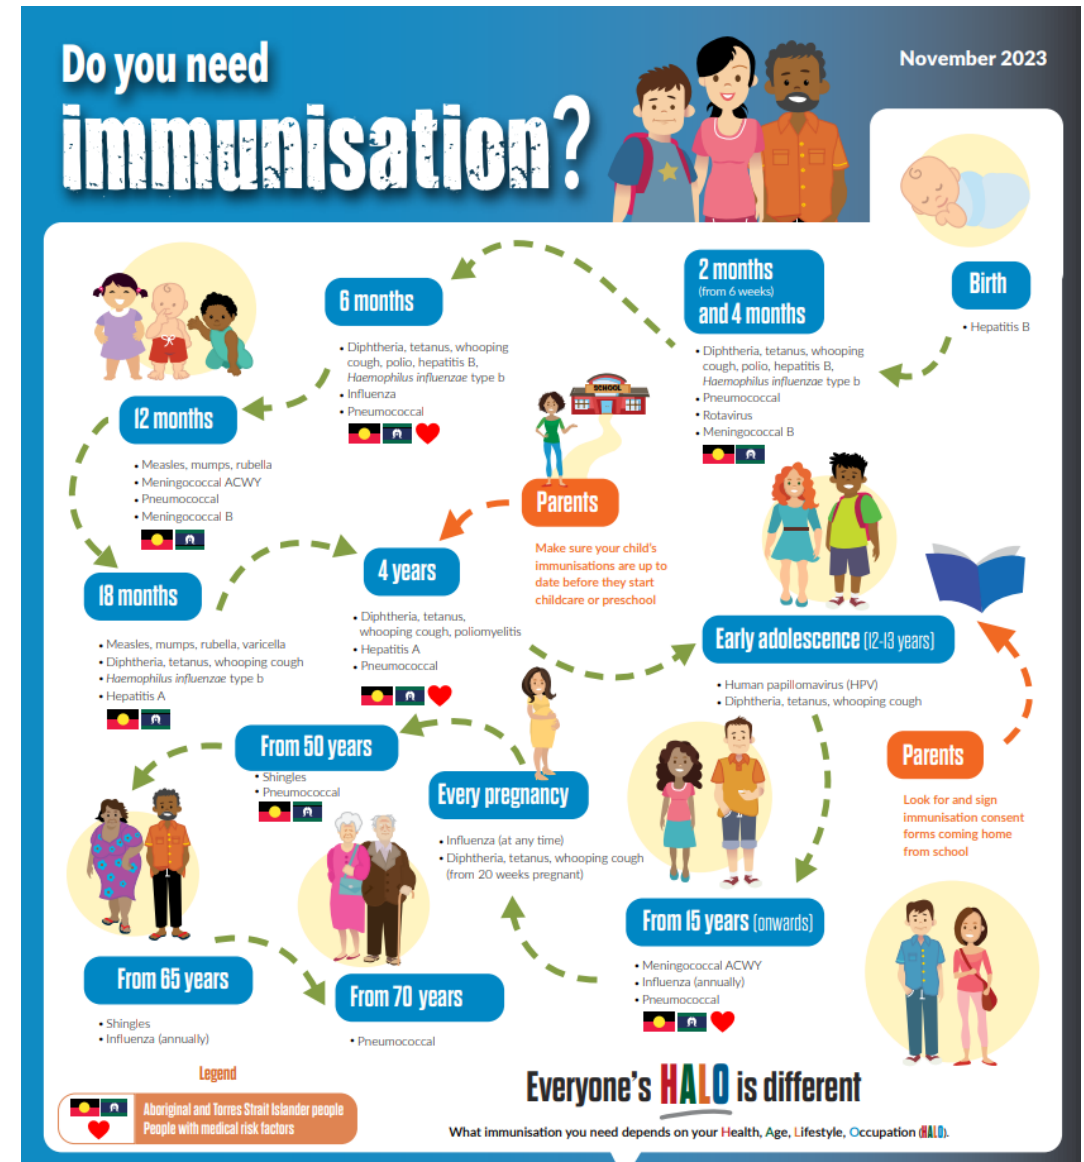 Do you need
immunisation?
November 2023
Birth
• Hepatitis B
2 months
(from 6 weeks)
and 4 months
• Diphtheria, tetanus, whooping
cough, polio, hepatitis B,
Haemophilus influenzae type b
• Pneumococcal
• Rotavirus
• Meningococcal B
6 months
• Diphtheria, tetanus, whooping
cough, polio, hepatitis B,
Haemophilus influenzae type b
• Influenza
• Pneumococcal
12 months
• Measles, mumps, rubella
• Meningococcal ACWY
• Pneumococcal
• Meningococcal B
18 months
• Measles, mumps, rubella, varicella
• Diphtheria, tetanus, whooping cough
• Haemophilus influenzae type b
• Hepatitis A
SCHOOL
Parents
Make sure your child's
immunisations are up to
date before they start
childcare or preschool
4 years
• Diphtheria, tetanus,
whooping cough, poliomyelitis
• Hepatitis A
• Pneumococcal
Early adolescence (12-13 years)
• Human papillomavirus (HPV)
• Diphtheria, tetanus, whooping cough
Parents
Look for and sign
immunisation consent
forms coming home
from school
From 15 years (onwards)
• Meningococcal ACWY
• Influenza (annually)
• Pneumococcal
Every pregnancy
• Influenza (at any time)
• Diphtheria, tetanus, whooping cough
(from 20 weeks pregnant)
From 50 years
• Shingles
• Pneumococcal
From 65 years
• Shingles
• Influenza (annually)
From 70 years
• Pneumococcal
Legend
Aboriginal and Torres Strait Islander people
People with medical risk factors
Everyone's HALO is different
What immunisation you need depends on your Health, Age, Lifestyle, Occupation (HALO).